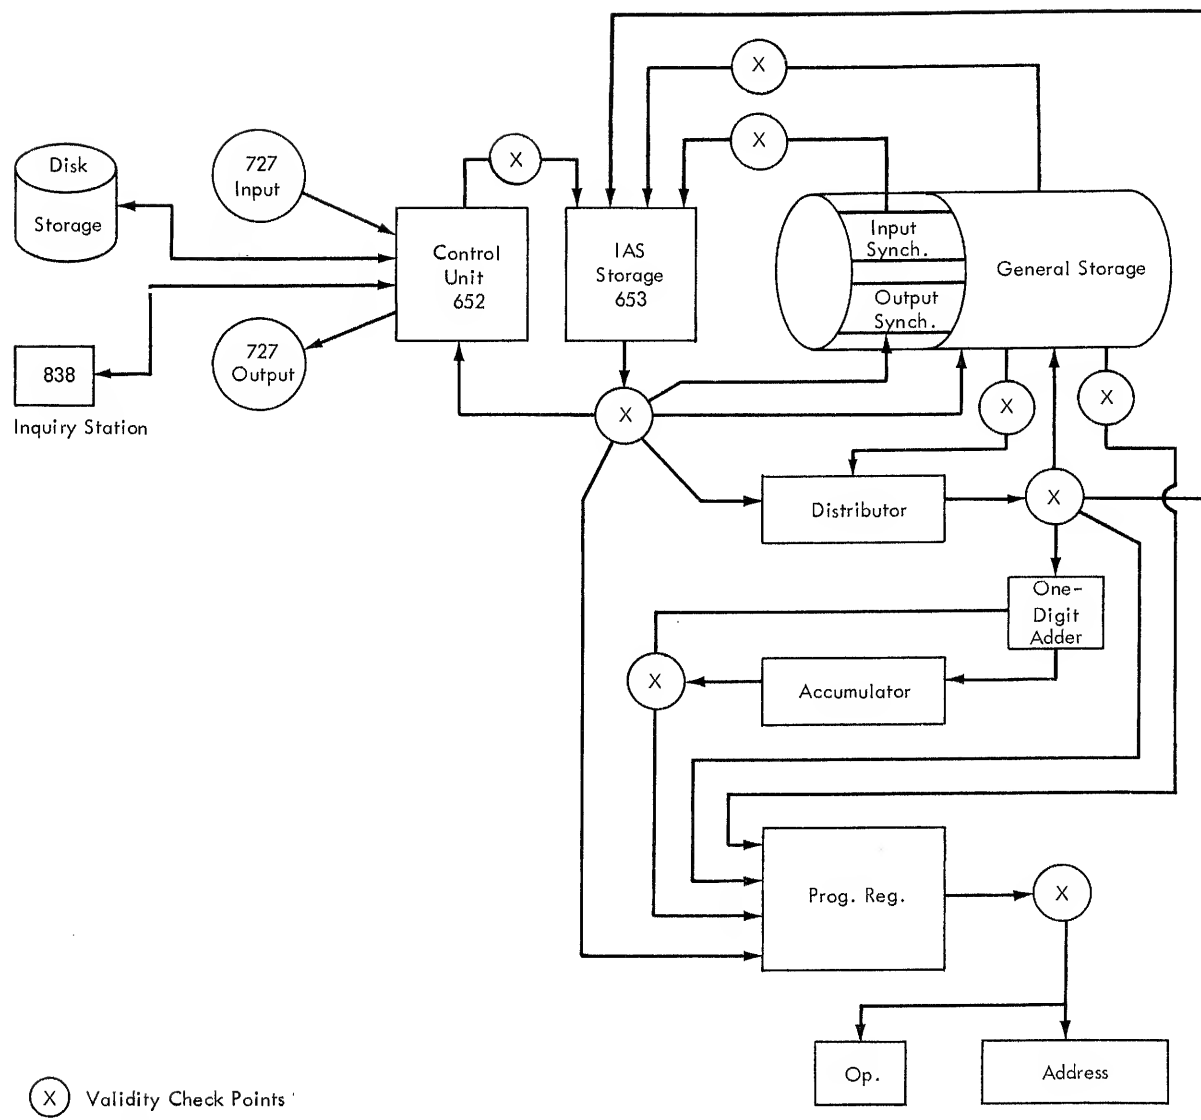 X
X
Disk
Storage
727
Input
X
Control
Unit
652
IAS
Storage
653
Input
Synch.
Output
Synch.
General Storage
727
Output
838
Inquiry Station
X
X
X
Distributor
X
One-
Digit
Adder
X
Accumulator
Prog. Reg.
X
Op.
Address
X Validity Check Points